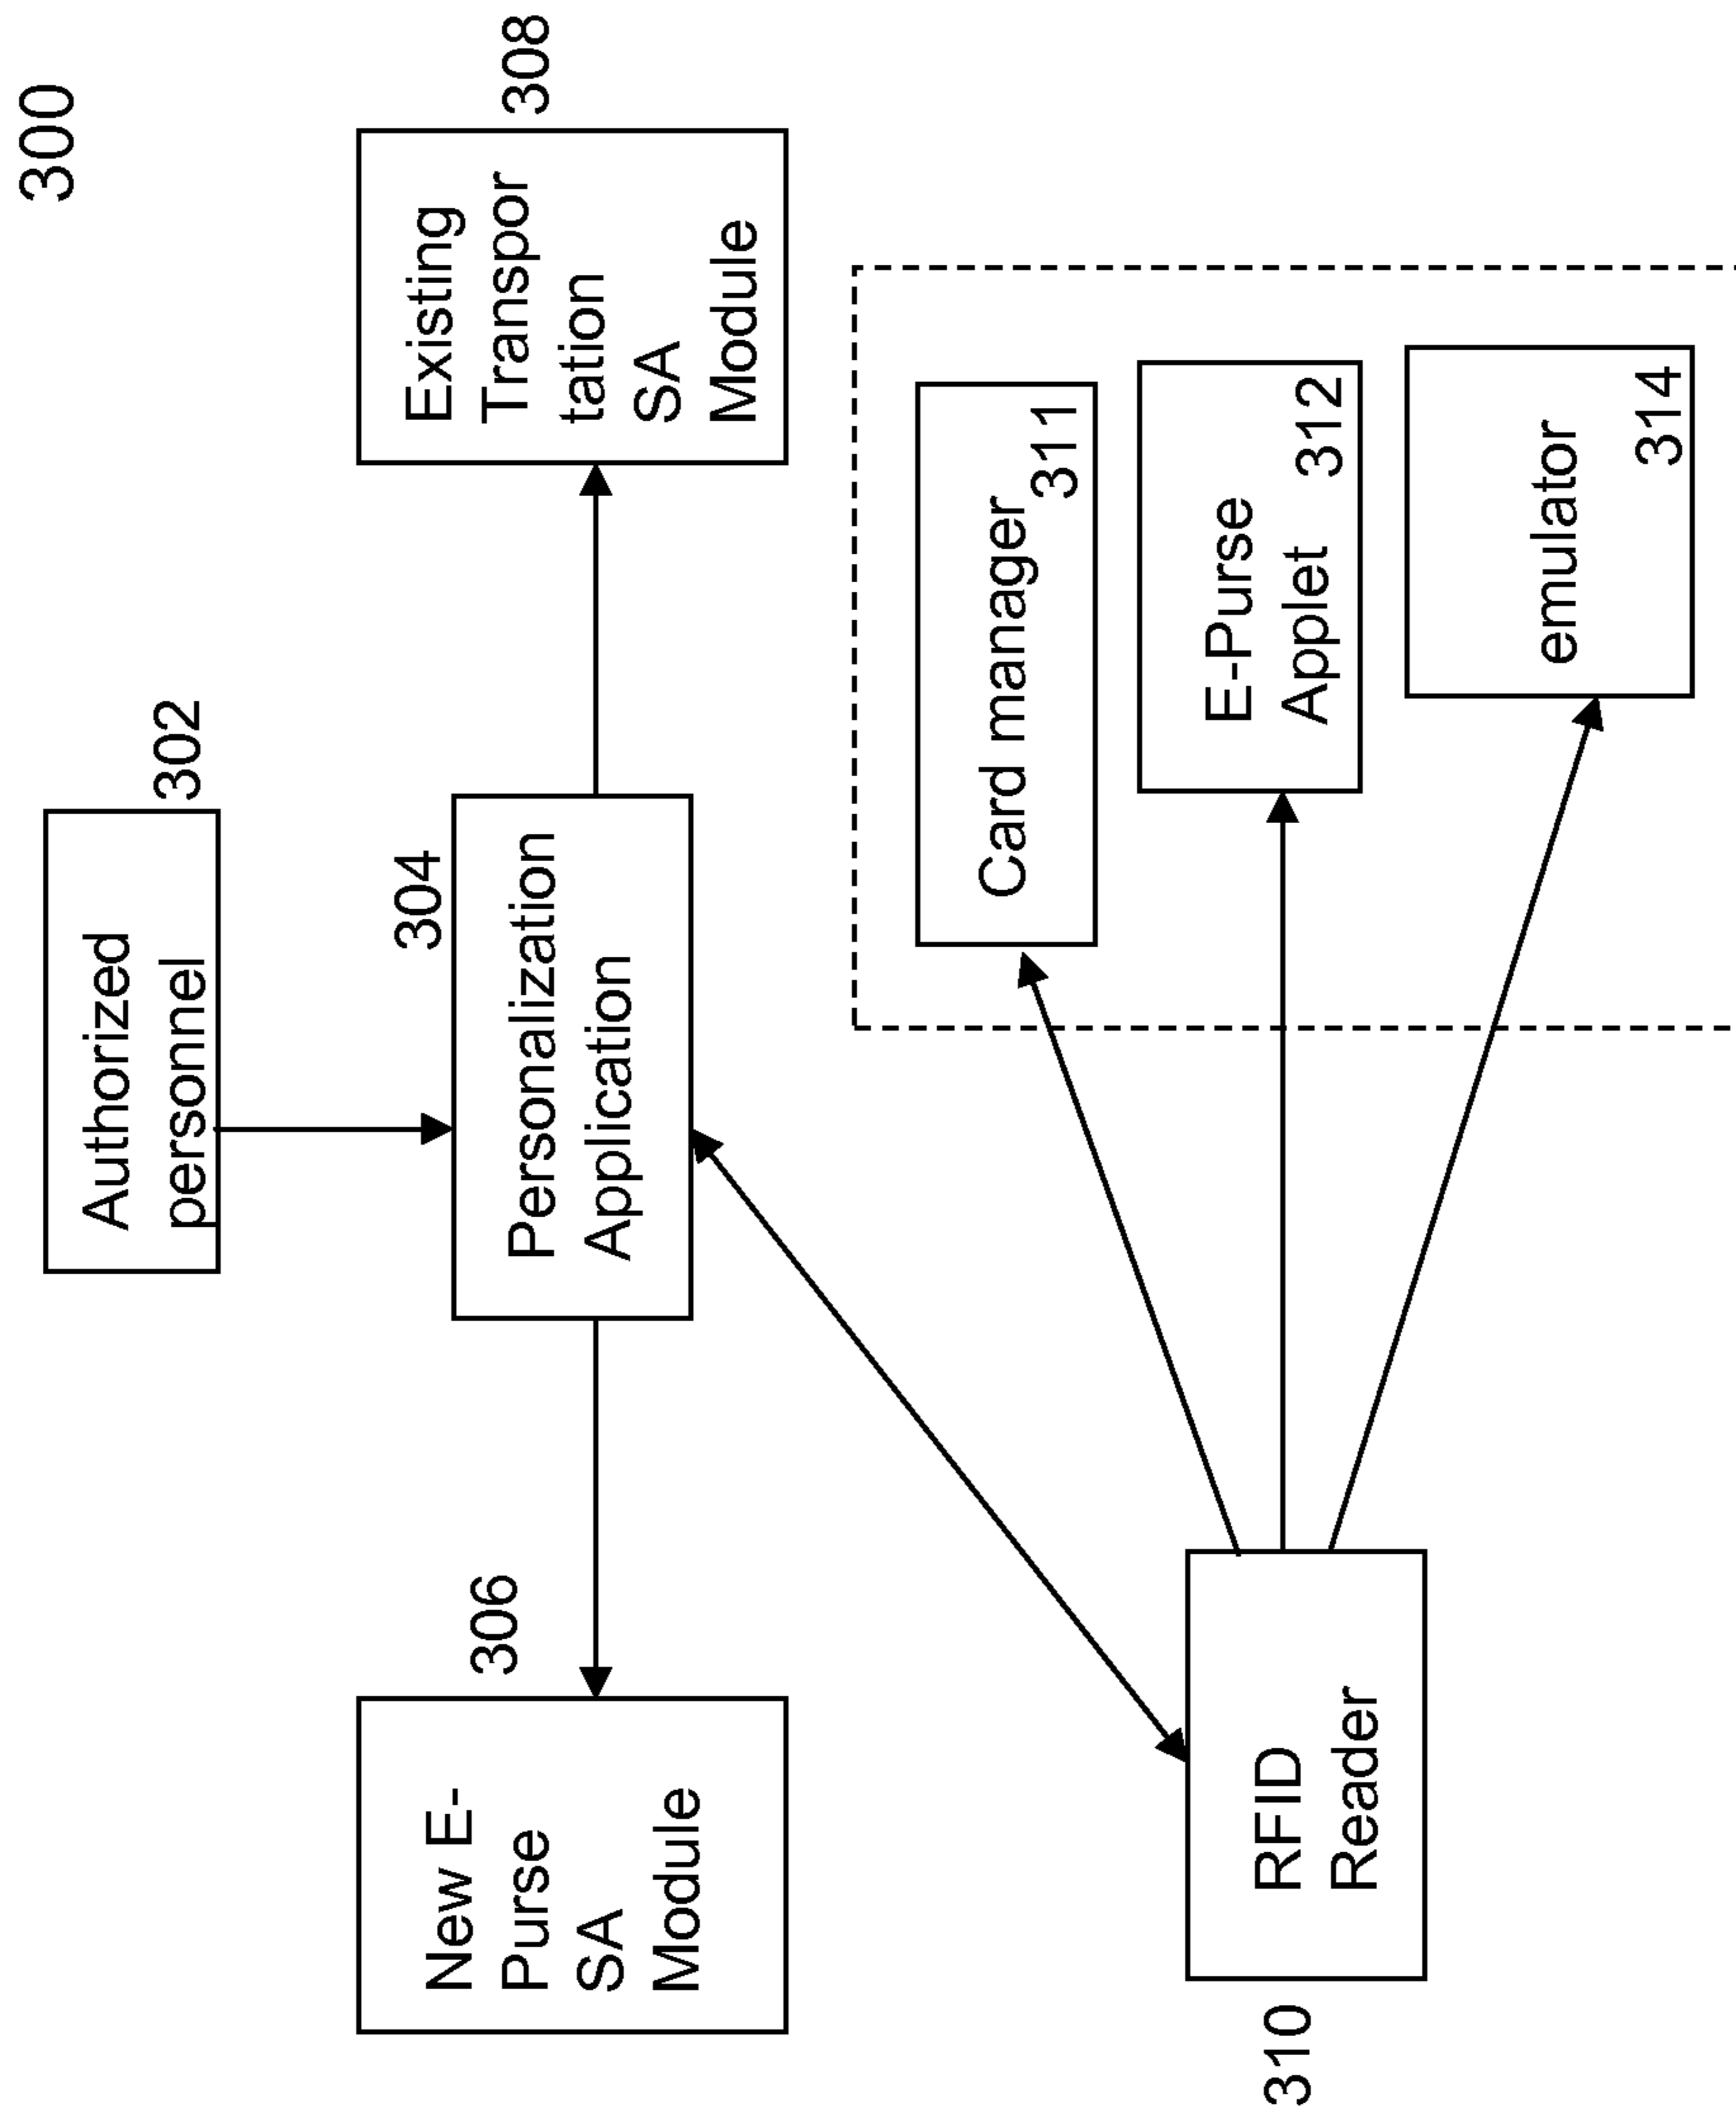 300
Authorized
personnel
302
304
Personalization
Application
306
New E-
Purse
SA
Module
308
Existing
Transpor
tation
SA
Module
310
RFID
Reader
Card manager
311
E-Purse
Applet 312
emulator
314